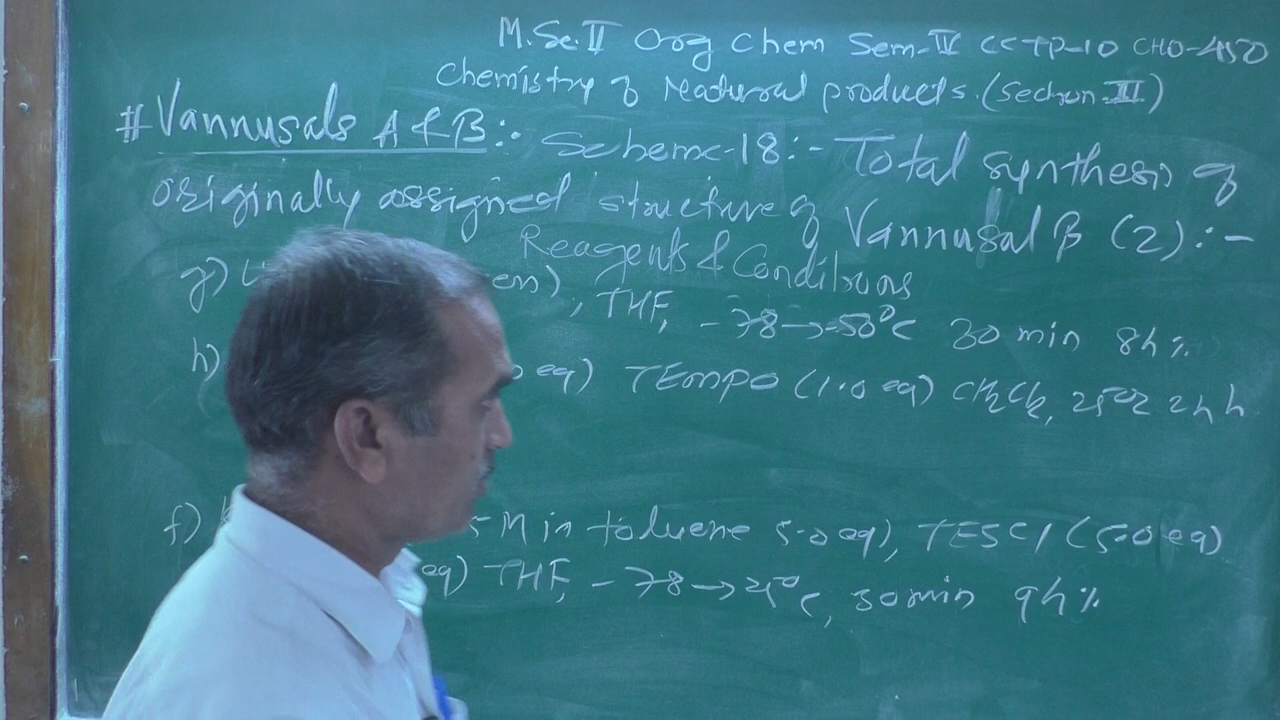 M.Sc.II Org Chem Sem-IV CCTP-10 CHO-450
Chemistry of Natural products. (Section-II)
# Vannusals A & B :- Scheme-18:- Total synthesis of
originally assigned structure of Vannusal B (2):-
Reagents & Conditions
g) en), THF, -78→-50°C 30 min 84%
h) eq) TEMPO (1.0 eq) CH2Cl2, 25°C 24 h
f) 5 M in toluene 5.0 eq), TESCl (5.0 eq)
eq) THF, -78→25°C, 30 min 94%